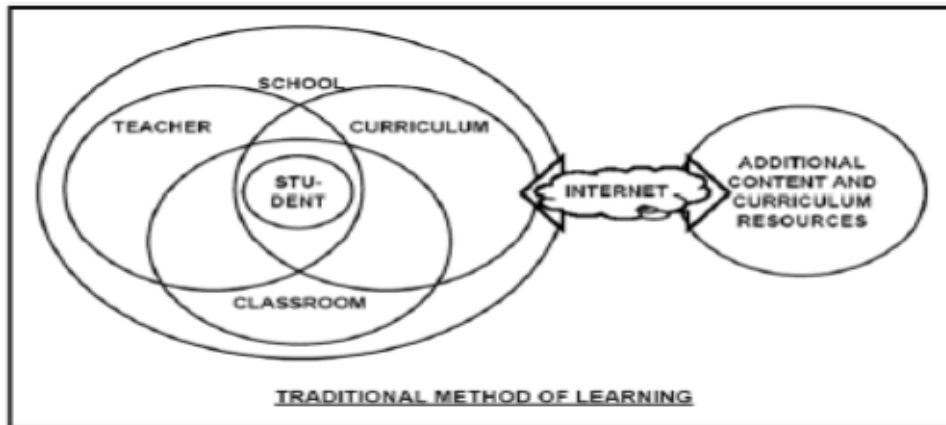 SCHOOL
TEACHER
CURRICULUM
STU-
DENT
CLASSROOM
INTERNET
ADDITIONAL
CONTENT AND
CURRICULUM
RESOURCES
TRADITIONAL METHOD OF LEARNING